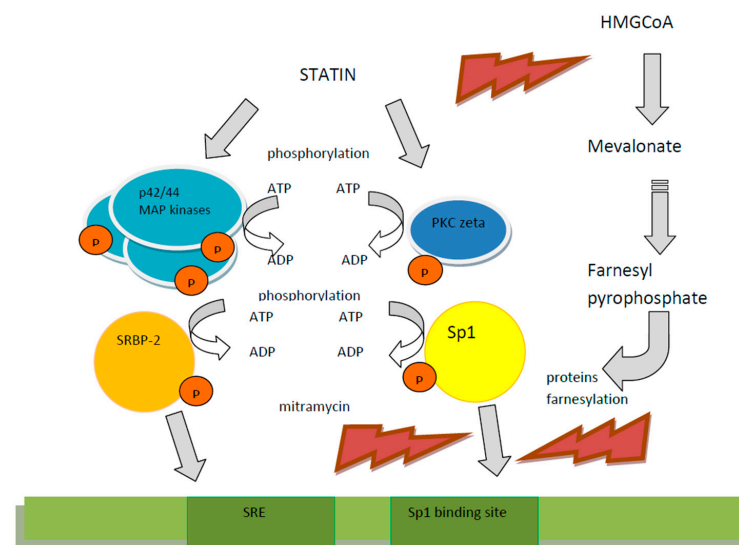 HMGCoA
STATIN
Mevalonate
phosphorylation
ATP ATP
p42/44
MAP kinases
PKC zeta
P
P
P
P
ADP ADP
Farnesyl
pyrophosphate
phosphorylation
ATP ATP
SRBP-2
Sp1
ADP ADP
P
P
proteins
farnesylation
mitramycin
SRE
Sp1 binding site